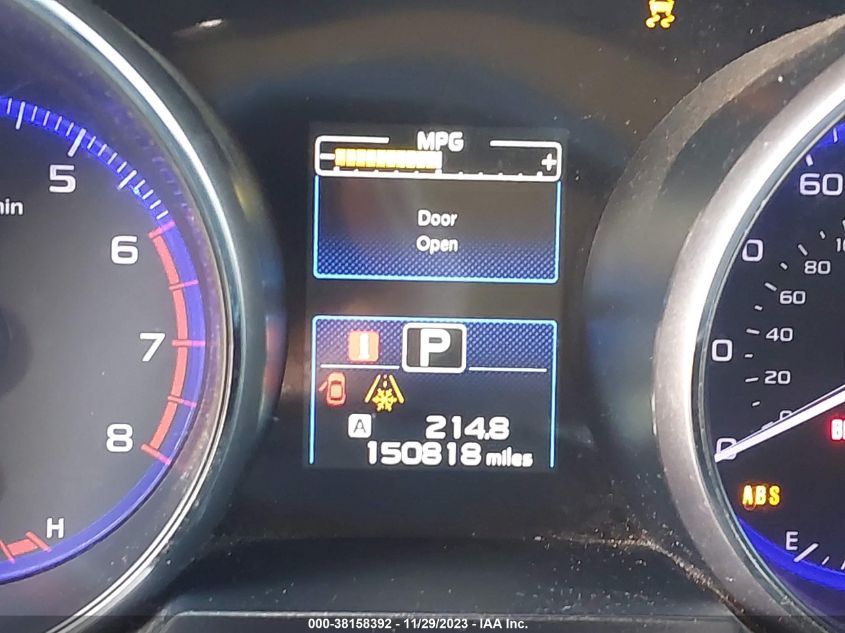 MPG
- +
Door
Open
5
6
7
8
H
i
P
A 214.8
150818 miles
60
80
60
40
20
0
0
ABS
E
000-38158392 - 11/29/2023 - IAA Inc.